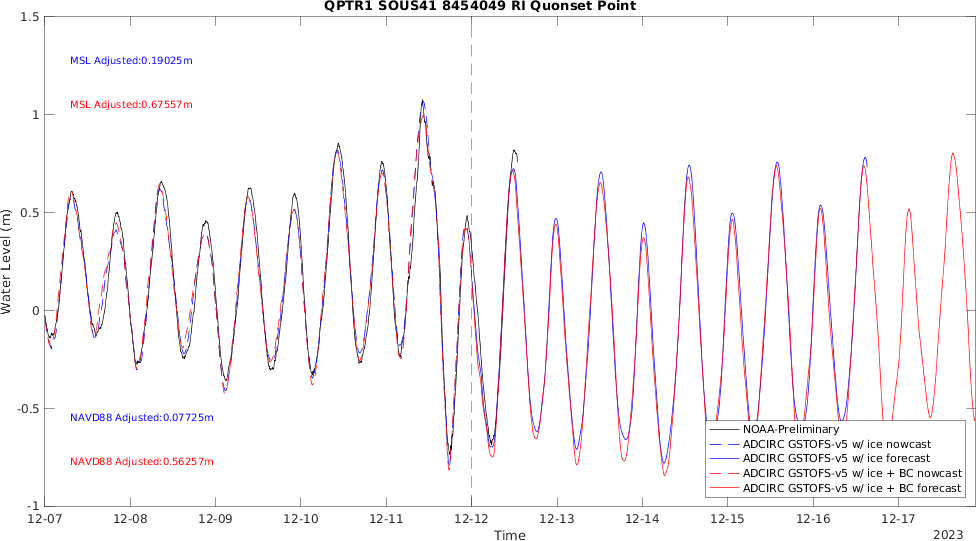 QPTR1 SOUS41 8454049 RI Quonset Point
1.5
MSL Adjusted:0.19025m
MSL Adjusted:0.67557m
1
0.5
Water Level (m)
0
-0.5
NAVD88 Adjusted:0.07725m
NAVD88 Adjusted:0.56257m
NOAA-Preliminary
ADCIRC GSTOFS-v5 w/ ice nowcast
ADCIRC GSTOFS-v5 w/ ice forecast
ADCIRC GSTOFS-v5 w/ ice + BC nowcast
ADCIRC GSTOFS-v5 w/ ice + BC forecast
-1
12-07 12-08 12-09 12-10 12-11 12-12 12-13 12-14 12-15 12-16 12-17
Time
2023